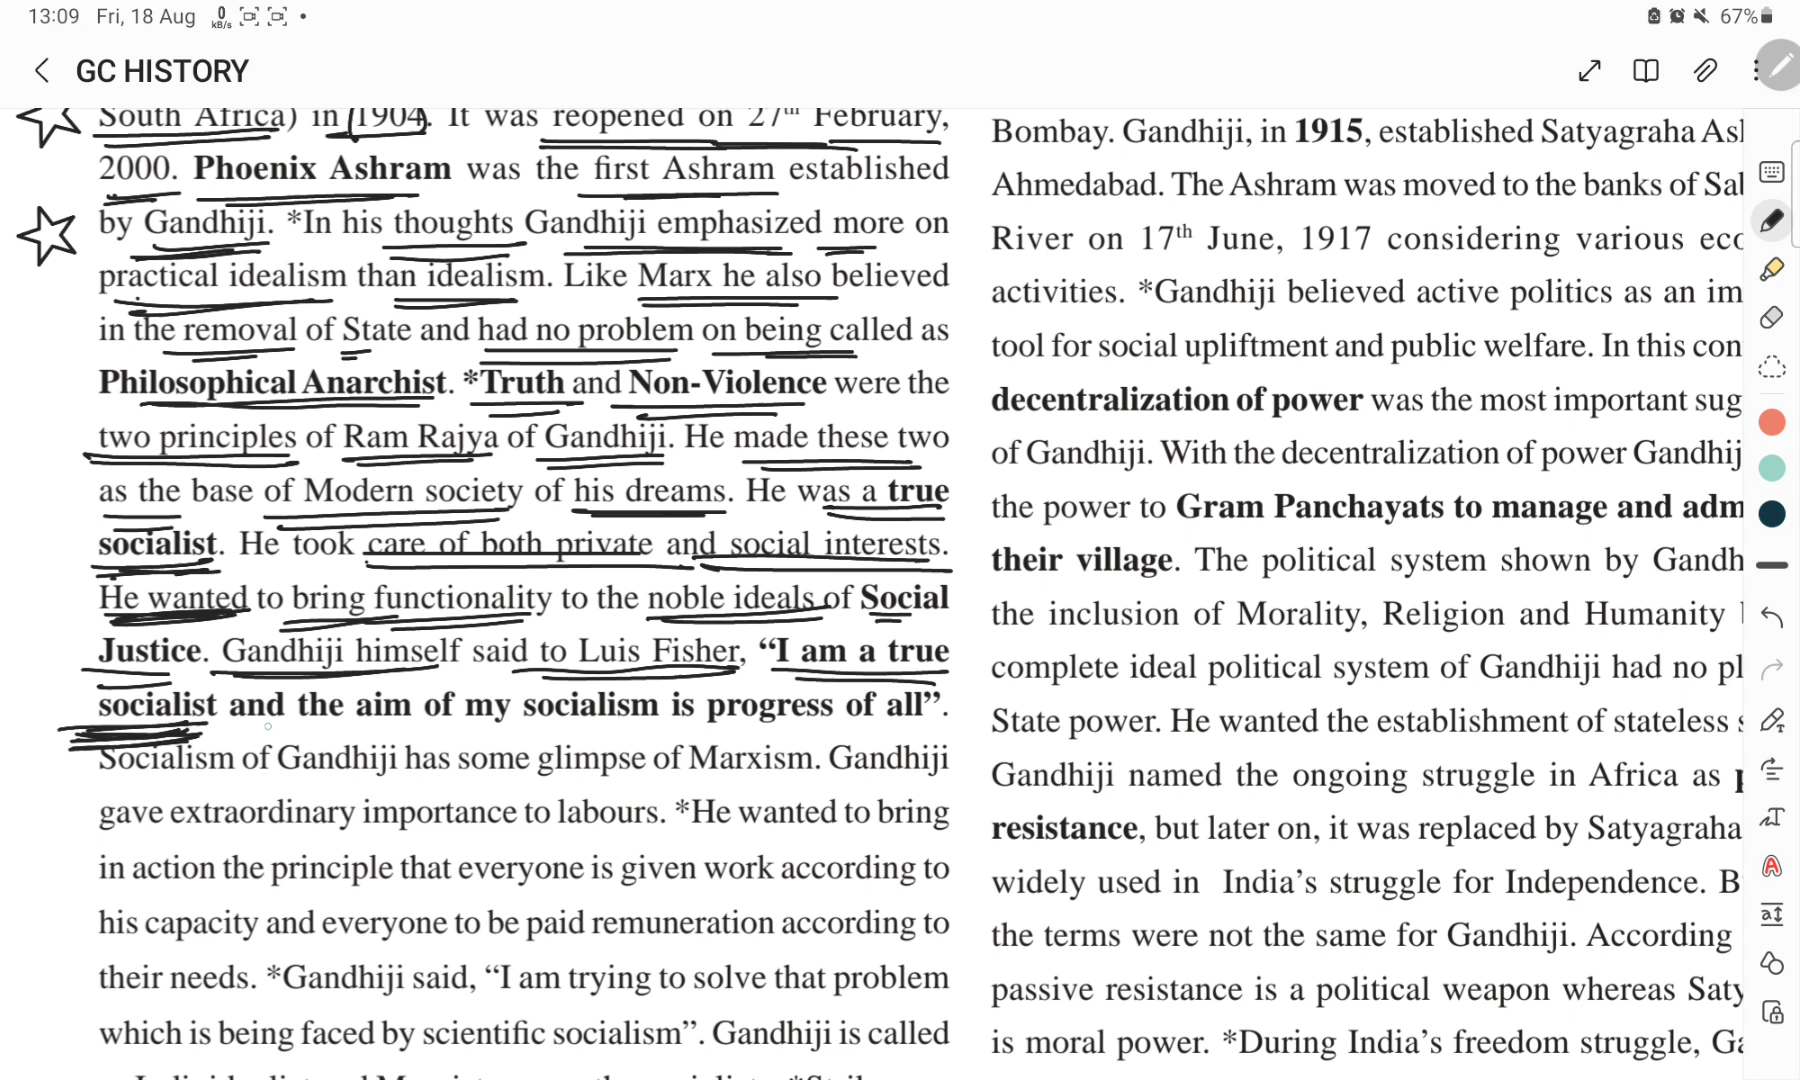 13:09 Fri, 18 Aug 0 kB/s 67%
GC HISTORY
South Africa) in (1904. It was reopened on 27th February,
2000. Phoenix Ashram was the first Ashram established
by Gandhiji. *In his thoughts Gandhiji emphasized more on
practical idealism than idealism. Like Marx he also believed
in the removal of State and had no problem on being called as
Philosophical Anarchist. *Truth and Non-Violence were the
two principles of Ram Rajya of Gandhiji. He made these two
as the base of Modern society of his dreams. He was a true
socialist. He took care of both private and social interests.
He wanted to bring functionality to the noble ideals of Social
Justice. Gandhiji himself said to Luis Fisher, “I am a true
socialist and the aim of my socialism is progress of all”.
Socialism of Gandhiji has some glimpse of Marxism. Gandhiji
gave extraordinary importance to labours. *He wanted to bring
in action the principle that everyone is given work according to
his capacity and everyone to be paid remuneration according to
their needs. *Gandhiji said, “I am trying to solve that problem
which is being faced by scientific socialism”. Gandhiji is called
Bombay. Gandhiji, in 1915, established Satyagraha
Ahmedabad. The Ashram was moved to the banks of
River on 17th June, 1917 considering various
activities. *Gandhiji believed active politics as an
tool for social upliftment and public welfare. In this
decentralization of power was the most important
of Gandhiji. With the decentralization of power
the power to Gram Panchayats to manage and
their village. The political system shown by
the inclusion of Morality, Religion and Humanity
complete ideal political system of Gandhiji had no
State power. He wanted the establishment of stateless
Gandhiji named the ongoing struggle in Africa as
resistance, but later on, it was replaced by Satyagraha
widely used in India’s struggle for Independence.
the terms were not the same for Gandhiji. According
passive resistance is a political weapon whereas
is moral power. *During India’s freedom struggle,